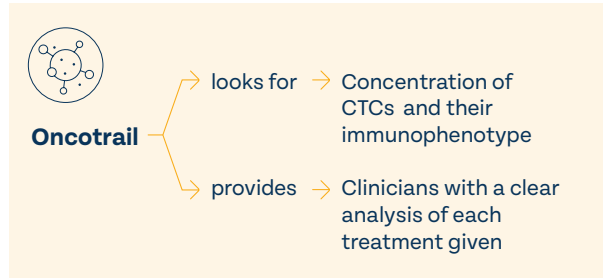 Oncotrail
looks for
Concentration of
CTCs and their
immunophenotype
provides
Clinicians with a clear
analysis of each
treatment given